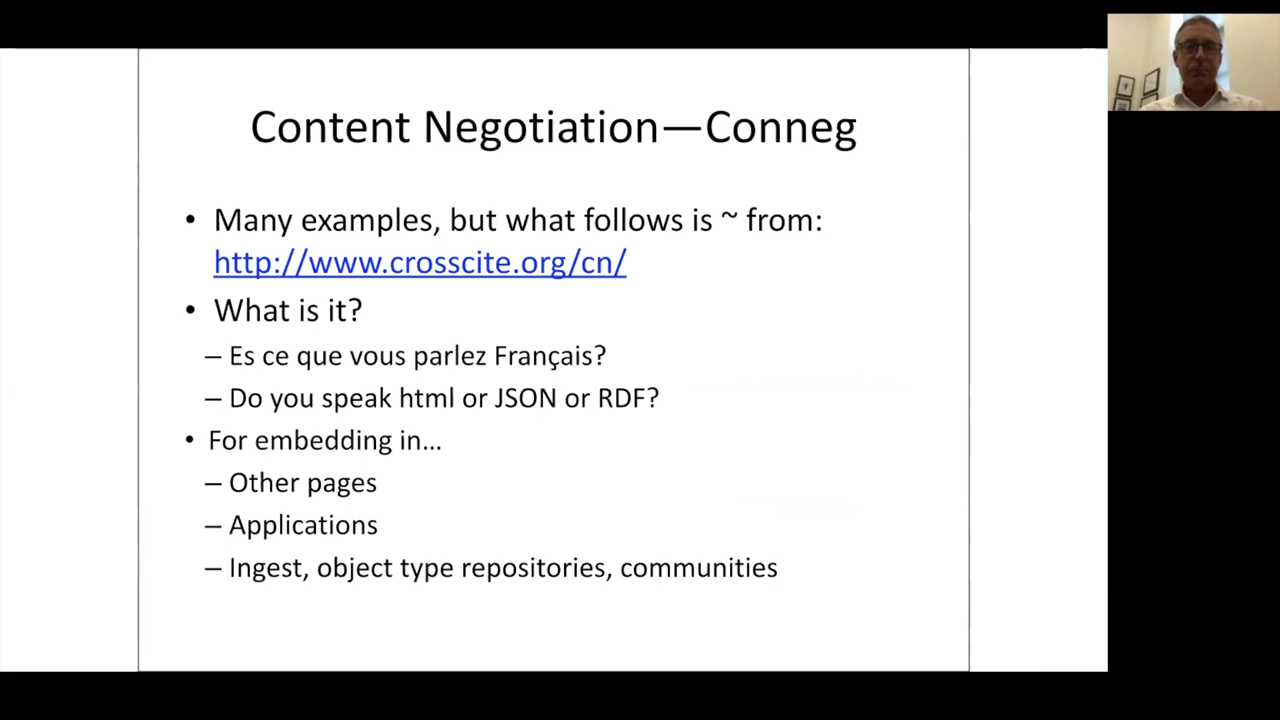 Content Negotiation—Conneg
• Many examples, but what follows is ~ from:
http://www.crosscite.org/cn/
• What is it?
– Es ce que vous parlez Français?
– Do you speak html or JSON or RDF?
• For embedding in…
– Other pages
– Applications
– Ingest, object type repositories, communities